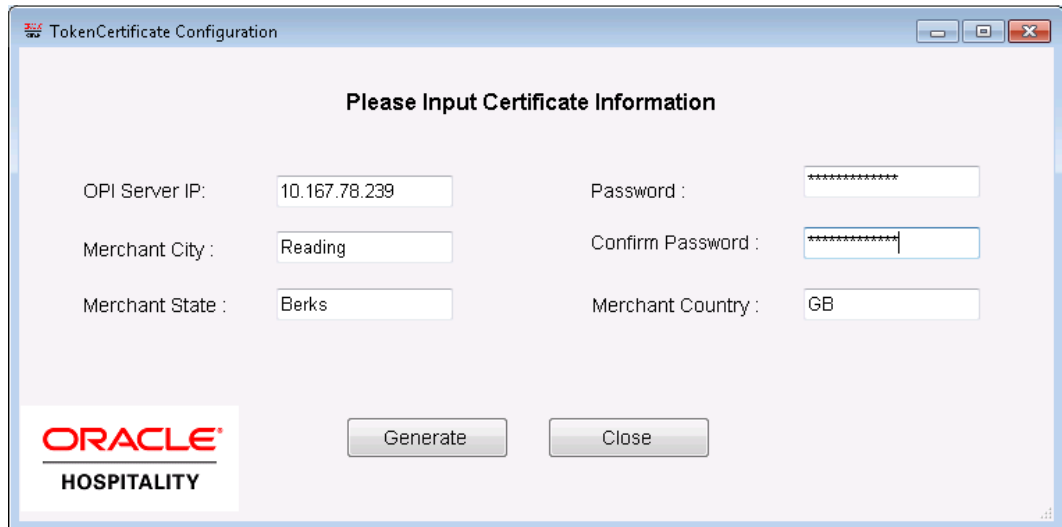 TokenCertificate Configuration
Please Input Certificate Information
OPI Server IP: 10.167.78.239 Password : *************
Merchant City : Reading Confirm Password : *************
Merchant State : Berks Merchant Country : GB
Generate Close
ORACLE®
HOSPITALITY